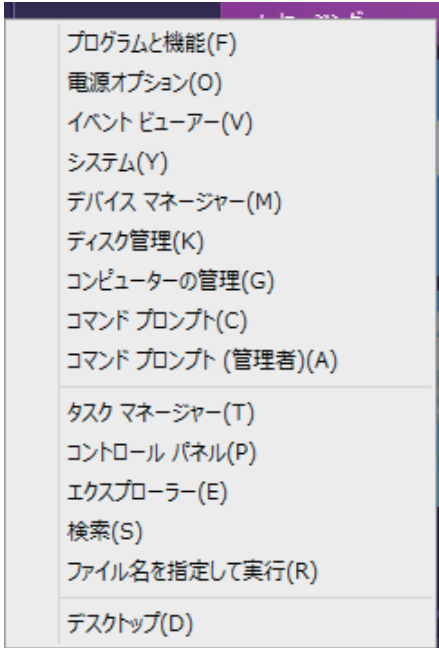 プログラムと機能(F)
電源オプション(O)
イベント ビューアー(V)
システム(Y)
デバイス マネージャー(M)
ディスク管理(K)
コンピューターの管理(G)
コマンド プロンプト(C)
コマンド プロンプト (管理者)(A)
タスク マネージャー(T)
コントロール パネル(P)
エクスプローラー(E)
検索(S)
ファイル名を指定して実行(R)
デスクトップ(D)